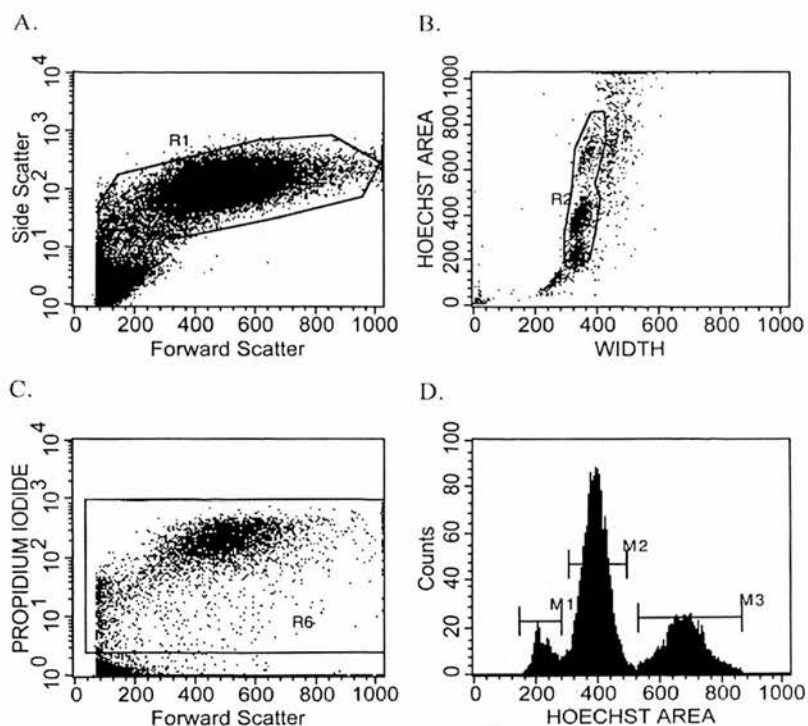 A.
Side Scatter
10^4
10^3
10^2
10^1
10^0
R1
0 200 400 600 800 1000
Forward Scatter
B.
HOECHST AREA
1000
800
600
400
200
0
R2
0 200 400 600 800 1000
WIDTH
C.
PROPIDIUM IODIDE
10^4
10^3
10^2
10^1
10^0
R6
0 200 400 600 800 1000
Forward Scatter
D.
Counts
100
80
60
40
20
0
M1
M2
M3
0 200 400 600 800 1000
HOECHST AREA